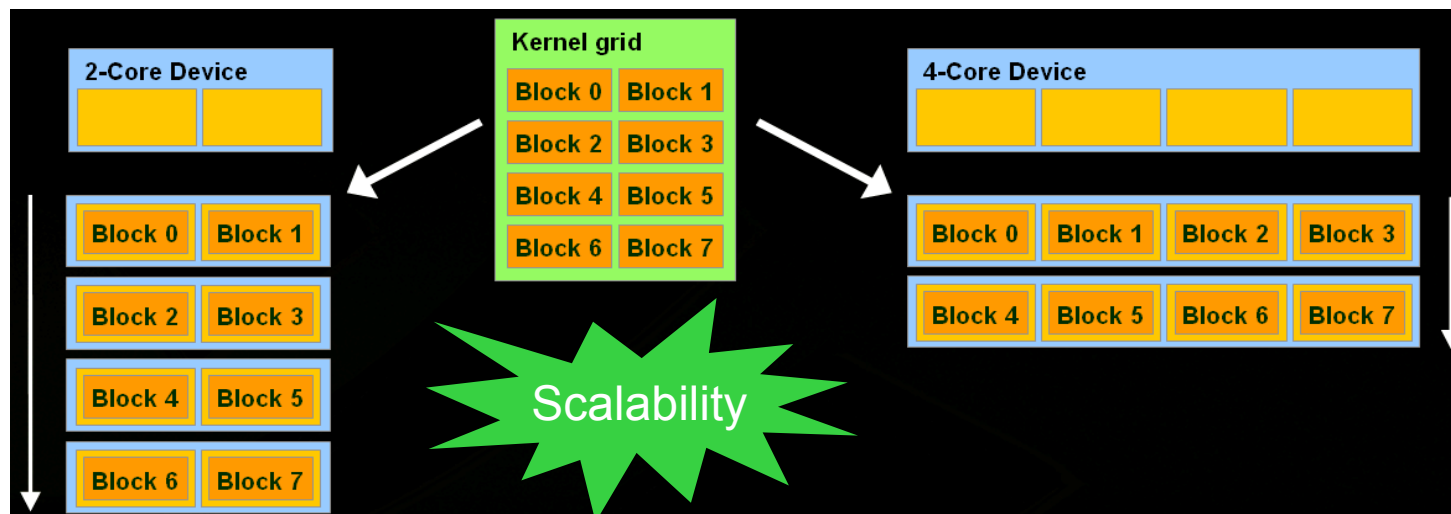 2-Core Device
Block 0 Block 1
Block 2 Block 3
Block 4 Block 5
Block 6 Block 7
Kernel grid
Block 0 Block 1
Block 2 Block 3
Block 4 Block 5
Block 6 Block 7
Scalability
4-Core Device
Block 0 Block 1 Block 2 Block 3
Block 4 Block 5 Block 6 Block 7